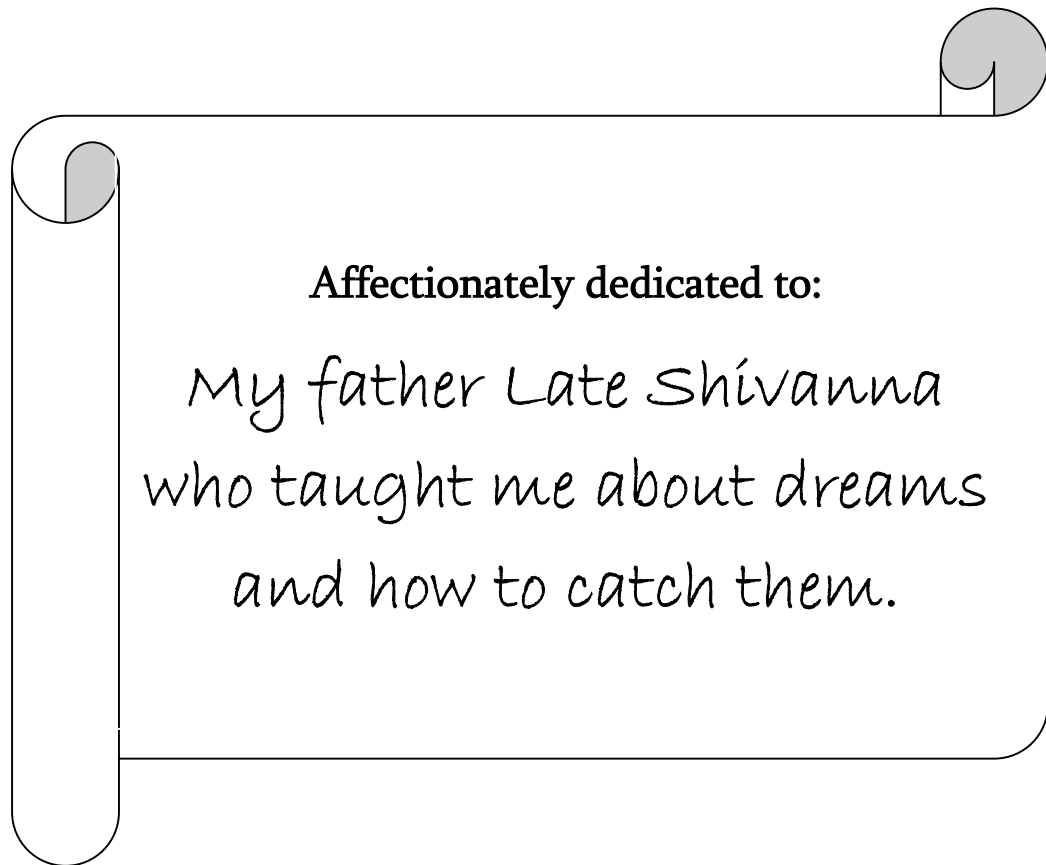 Affectionately dedicated to:
My father Late Shivanna
who taught me about dreams
and how to catch them.